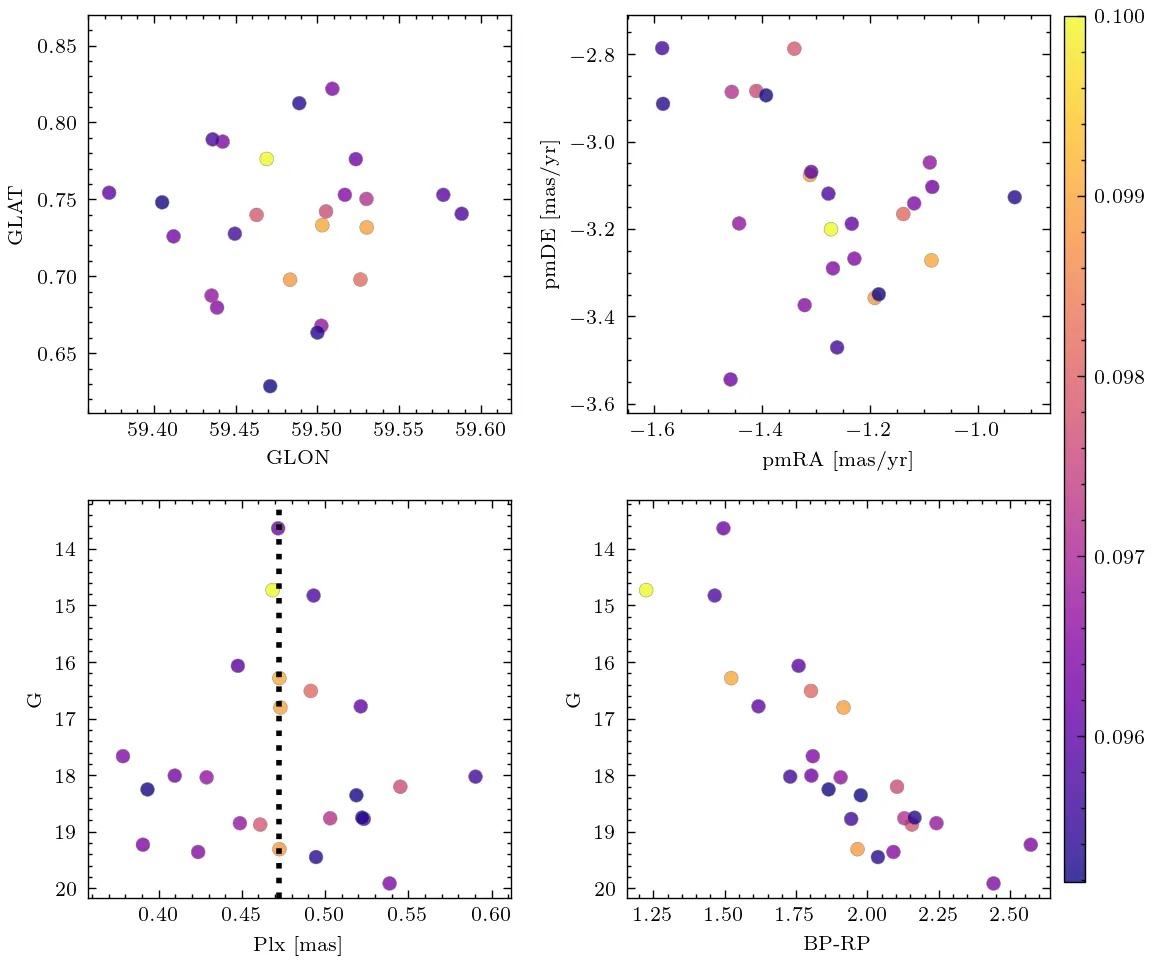 0.85
0.80
0.75
0.70
0.65
GLAT
59.40 59.45 59.50 59.55 59.60
GLON
−2.8
−3.0
−3.2
−3.4
−3.6
pmDE [mas/yr]
−1.6 −1.4 −1.2 −1.0
pmRA [mas/yr]
0.100
0.099
0.098
0.097
0.096
14
15
16
17
18
19
20
G
0.40 0.45 0.50 0.55 0.60
Plx [mas]
14
15
16
17
18
19
20
G
1.25 1.50 1.75 2.00 2.25 2.50
BP-RP